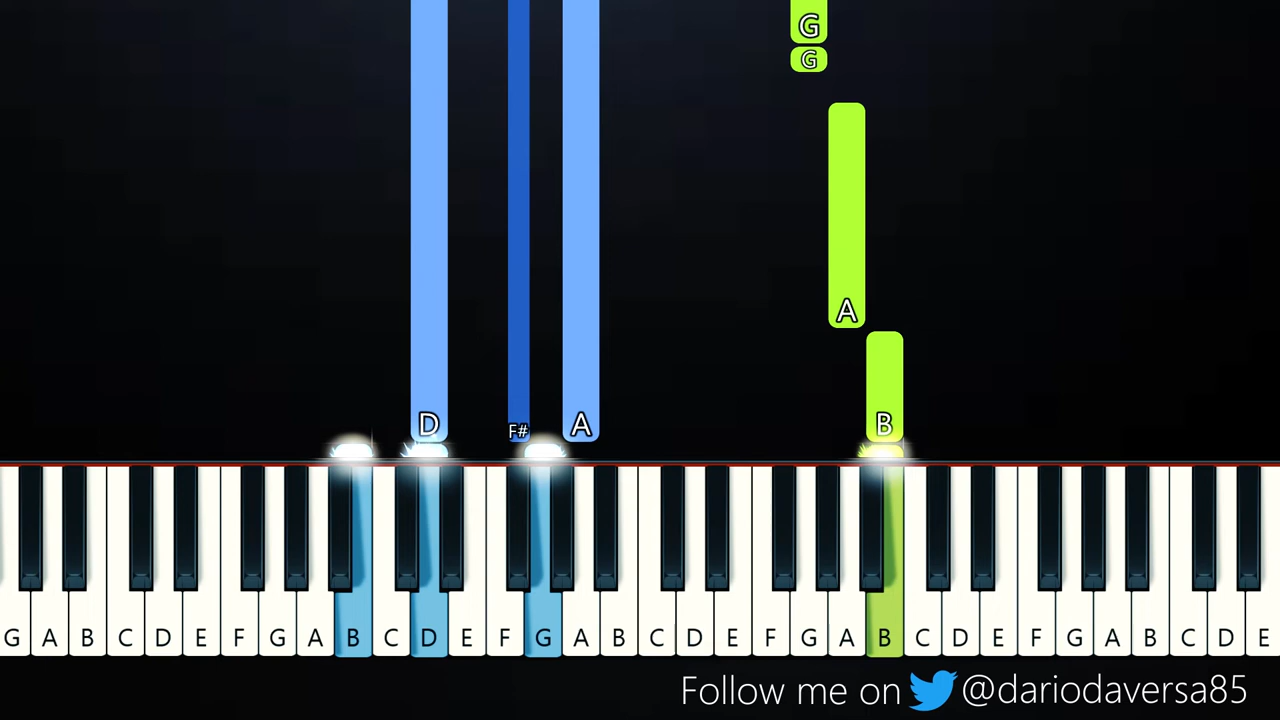 G
G
A
D F# A B
G A B C D E F G A B C D E F G A B C D E F G A B C D E F G A B C D E
Follow me on @dariodaversa85